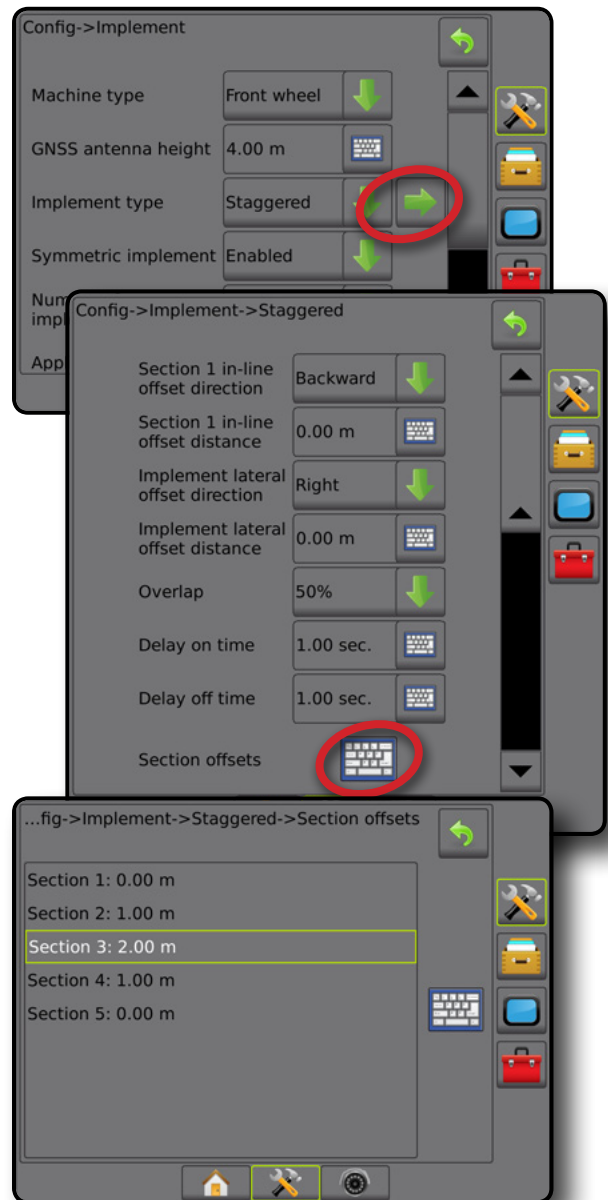 Config->Implement
Machine type Front wheel
GNSS antenna height 4.00 m
Implement type Staggered
Symmetric implement Enabled
Config->Implement->Staggered
Section 1 in-line
offset direction Backward
Section 1 in-line
offset distance 0.00 m
Implement lateral
offset direction Right
Implement lateral
offset distance 0.00 m
Overlap 50%
Delay on time 1.00 sec.
Delay off time 1.00 sec.
Section offsets
...fig->Implement->Staggered->Section offsets
Section 1: 0.00 m
Section 2: 1.00 m
Section 3: 2.00 m
Section 4: 1.00 m
Section 5: 0.00 m